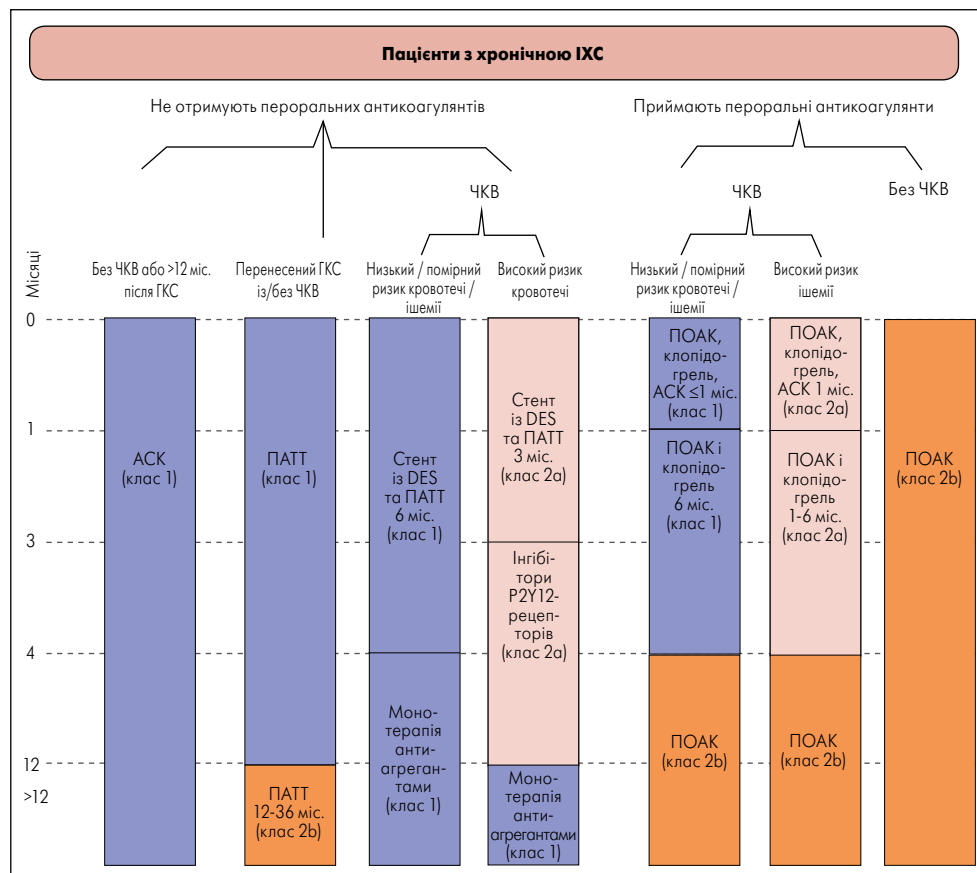 Пацієнти з хронічною ІХС
Не отримують пероральних антикоагулянтів
Приймають пероральні антикоагулянти
ЧКВ
ЧКВ
Без ЧКВ
Місяці
Без ЧКВ або >12 міс.
після ГКС
Перенесений ГКС
із/без ЧКВ
Низький / помірний
ризик кровотечі /
ішемії
Високий ризик
кровотечі
Низький / помірний
ризик кровотечі /
ішемії
Високий ризик
ішемії
0
1
3
4
12
>12
АСК
(клас 1)
ПАТТ
(клас 1)
ПАТТ
12-36 міс.
(клас 2b)
Стент
із DES
та ПАТТ
6 міс.
(клас 1)
Моно-
терапія
анти-
агреган-
тами
(клас 1)
Стент
із DES
та ПАТТ
3 міс.
(клас 2а)
Інгібі-
тори
P2Y12-
рецеп-
торів
(клас 2а)
Моно-
терапія
анти-
агрегантами
(клас 1)
ПОАК,
клопідо-
грель,
АСК ≤1 міс.
(клас 1)
ПОАК і
клопідо-
грель
6 міс.
(клас 1)
ПОАК
(клас 2b)
ПОАК,
клопідо-
грель,
АСК 1 міс.
(клас 2а)
ПОАК і
клопідо-
грель
1-6 міс.
(клас 2а)
ПОАК
(клас 2b)
ПОАК
(клас 2b)